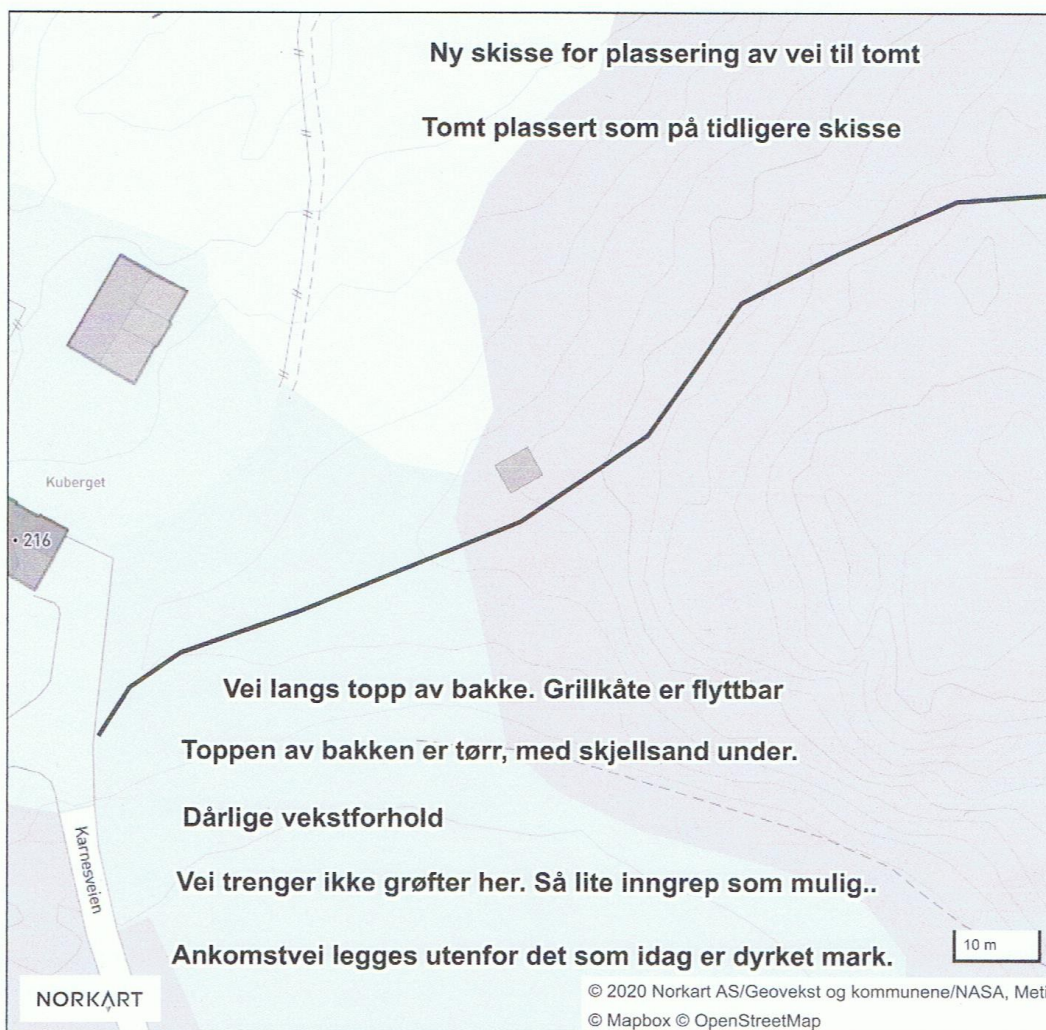 Ny skisse for plassering av vei til tomt
Tomt plassert som på tidligere skisse
Kuberget
216
Vei langs topp av bakke. Grillkåte er flyttbar
Toppen av bakken er tørr, med skjellsand under.
Dårlige vekstforhold
Karnesveien
Vei trenger ikke grøfter her. Så lite inngrep som mulig..
Ankomstvei legges utenfor det som idag er dyrket mark.
10 m
NORKART
© 2020 Norkart AS/Geovekst og kommunene/NASA, Meti
© Mapbox © OpenStreetMap